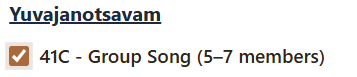 Yuvajanotsavam
41C - Group Song (5–7 members)